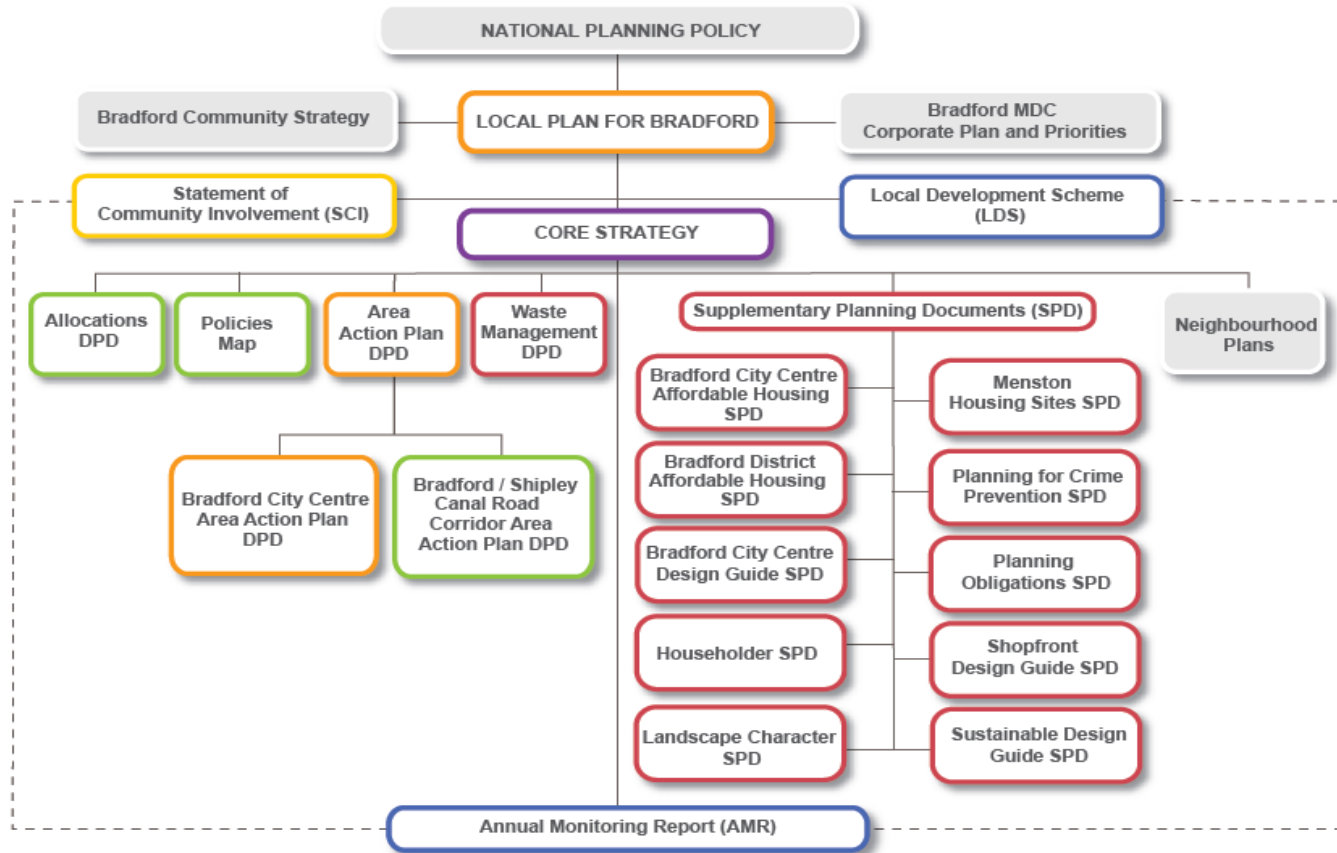 NATIONAL PLANNING POLICY
Bradford Community Strategy
LOCAL PLAN FOR BRADFORD
Bradford MDC
Corporate Plan and Priorities
Statement of
Community Involvement (SCI)
Local Development Scheme
(LDS)
CORE STRATEGY
Allocations
DPD
Policies
Map
Area
Action Plan
DPD
Waste
Management
DPD
Supplementary Planning Documents (SPD)
Neighbourhood
Plans
Bradford City Centre
Area Action Plan
DPD
Bradford / Shipley
Canal Road
Corridor Area
Action Plan DPD
Bradford City Centre
Affordable Housing
SPD
Menston
Housing Sites SPD
Bradford District
Affordable Housing
SPD
Planning for Crime
Prevention SPD
Bradford City Centre
Design Guide SPD
Planning
Obligations SPD
Householder SPD
Shopfront
Design Guide SPD
Landscape Character
SPD
Sustainable Design
Guide SPD
Annual Monitoring Report (AMR)